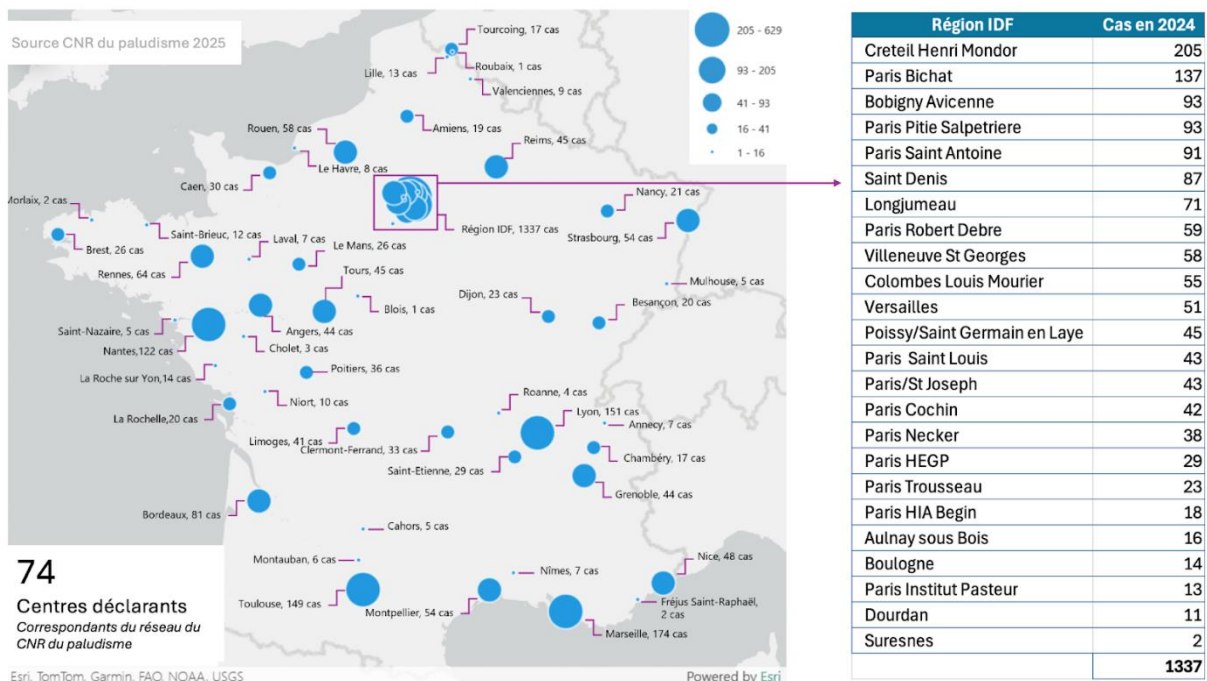 Source CNR du paludisme 2025
Tourcoing, 17 cas
Roubaix, 1 cas
Lille, 13 cas
Valenciennes, 9 cas
205 - 629
93 - 205
41 - 93
16 - 41
1 - 16
Amiens, 19 cas
Rouen, 58 cas
Reims, 45 cas
Le Havre, 8 cas
Caen, 30 cas
Nancy, 21 cas
Morlaix, 2 cas
Région IDF, 1337 cas
Strasbourg, 54 cas
Saint-Brieuc, 12 cas
Laval, 7 cas
Le Mans, 26 cas
Brest, 26 cas
Rennes, 64 cas
Tours, 45 cas
Mulhouse, 5 cas
Dijon, 23 cas
Besançon, 20 cas
Blois, 1 cas
Saint-Nazaire, 5 cas
Angers, 44 cas
Nantes,122 cas
Cholet, 3 cas
La Roche sur Yon,14 cas
Poitiers, 36 cas
Niort, 10 cas
Roanne, 4 cas
La Rochelle,20 cas
Lyon, 151 cas
Annecy, 7 cas
Limoges, 41 cas
Clermont-Ferrand, 33 cas
Chambéry, 17 cas
Saint-Etienne, 29 cas
Grenoble, 44 cas
Bordeaux, 81 cas
Cahors, 5 cas
Montauban, 6 cas
Nîmes, 7 cas
Nice, 48 cas
Toulouse, 149 cas
Montpellier, 54 cas
Fréjus Saint-Raphaël,
2 cas
Marseille, 174 cas
74
Centres déclarants
Correspondants du réseau du
CNR du paludisme
Esri, TomTom, Garmin, FAO, NOAA, USGS
Powered by Esri
Région IDF Cas en 2024
Creteil Henri Mondor 205
Paris Bichat 137
Bobigny Avicenne 93
Paris Pitie Salpetriere 93
Paris Saint Antoine 91
Saint Denis 87
Longjumeau 71
Paris Robert Debre 59
Villeneuve St Georges 58
Colombes Louis Mourier 55
Versailles 51
Poissy/Saint Germain en Laye 45
Paris Saint Louis 43
Paris/St Joseph 43
Paris Cochin 42
Paris Necker 38
Paris HEGP 29
Paris Trousseau 23
Paris HIA Begin 18
Aulnay sous Bois 16
Boulogne 14
Paris Institut Pasteur 13
Dourdan 11
Suresnes 2
1337